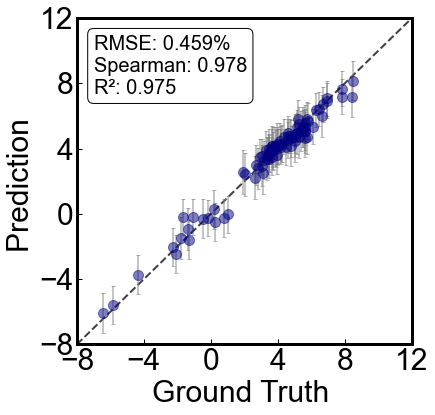 12
8
4
0
−4
−8
RMSE: 0.459%
Spearman: 0.978
R²: 0.975
Prediction
−8 −4 0 4 8 12
Ground Truth